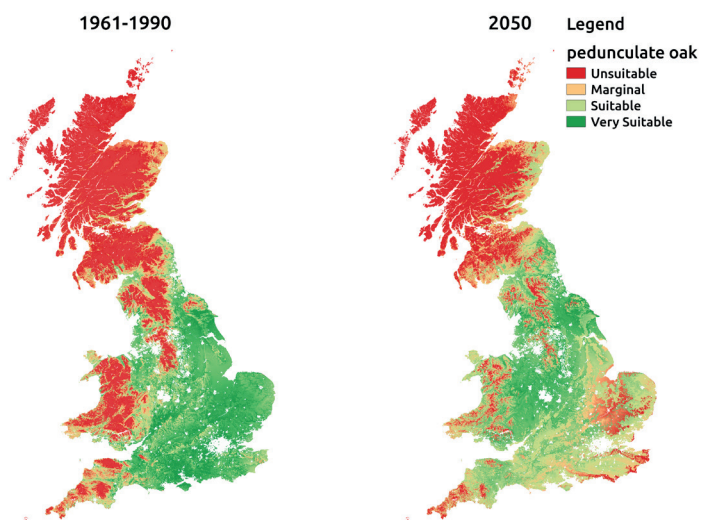 1961-1990
2050
Legend
pedunculate oak
Unsuitable
Marginal
Suitable
Very Suitable